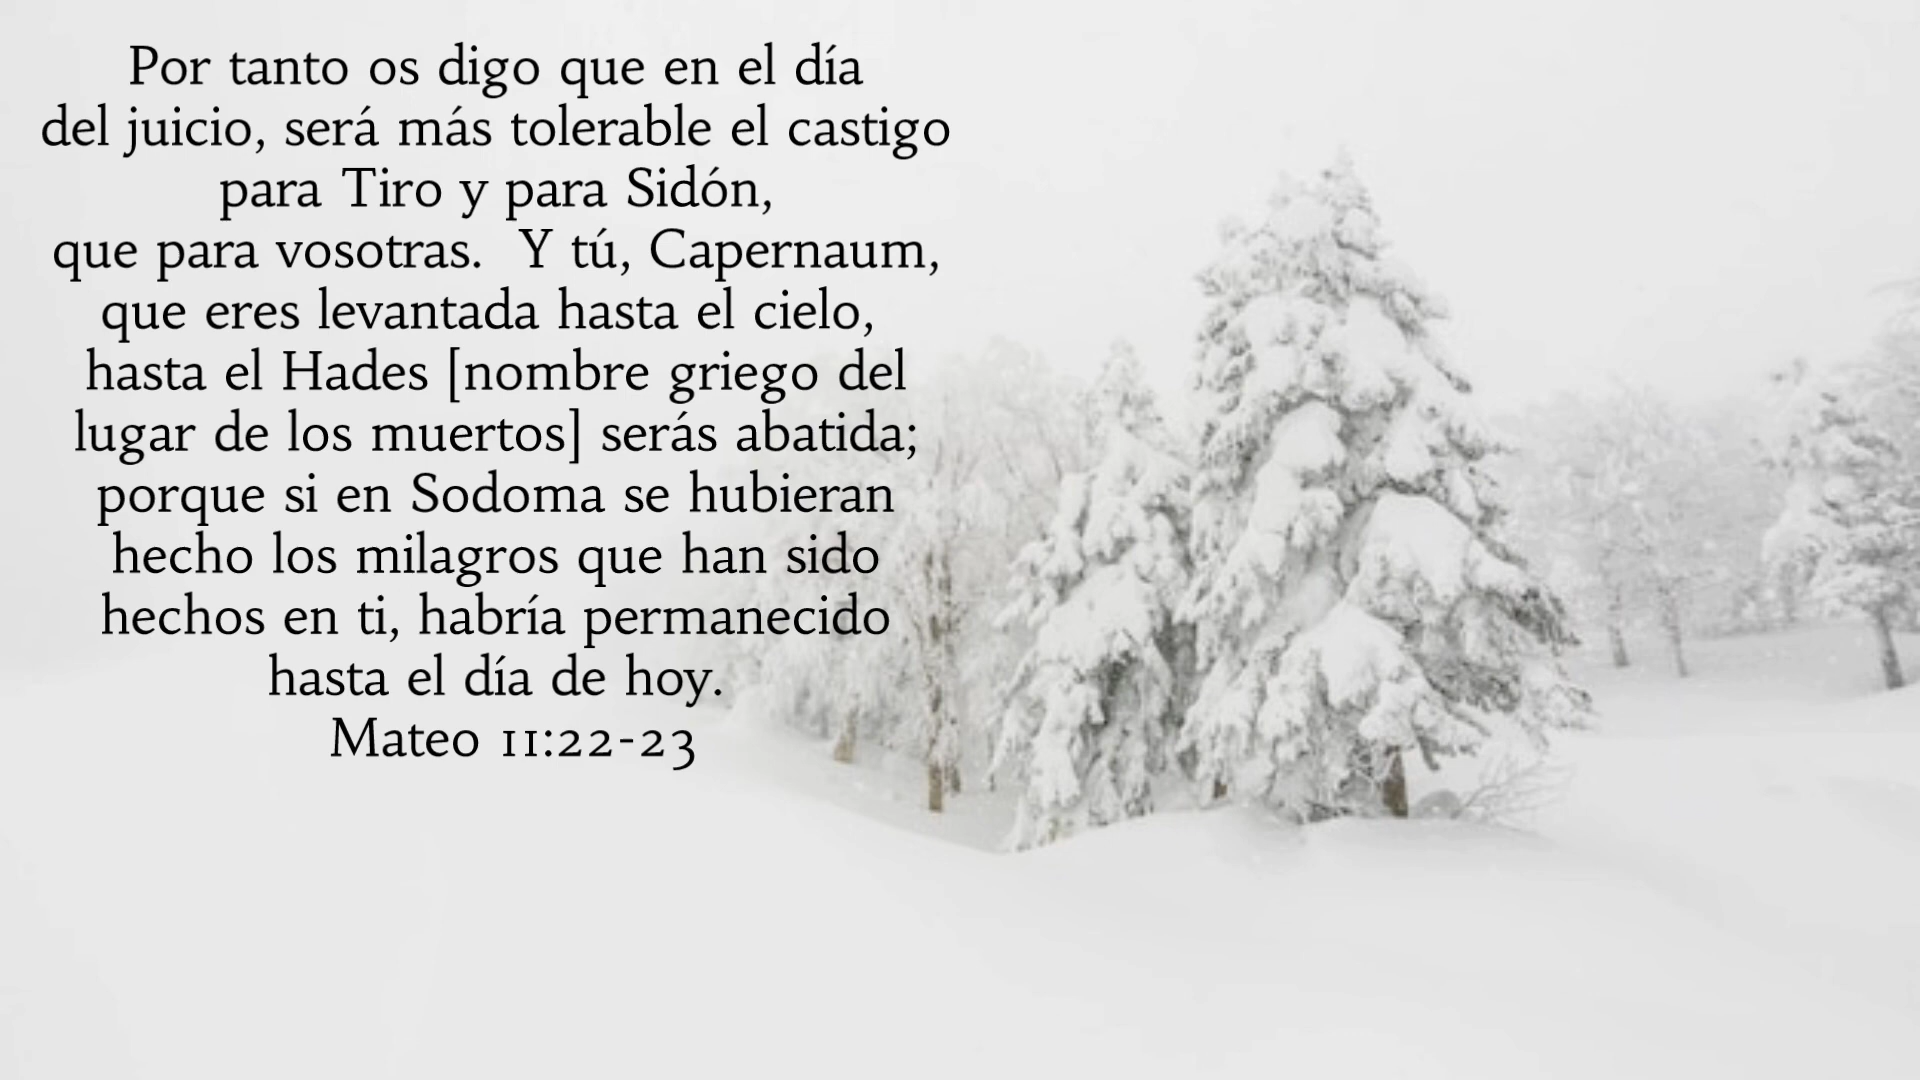 Por tanto os digo que en el día
del juicio, será más tolerable el castigo
para Tiro y para Sidón,
que para vosotras.  Y tú, Capernaum,
que eres levantada hasta el cielo,
hasta el Hades [nombre griego del
lugar de los muertos] serás abatida;
porque si en Sodoma se hubieran
hecho los milagros que han sido
hechos en ti, habría permanecido
hasta el día de hoy.
Mateo 11:22-23